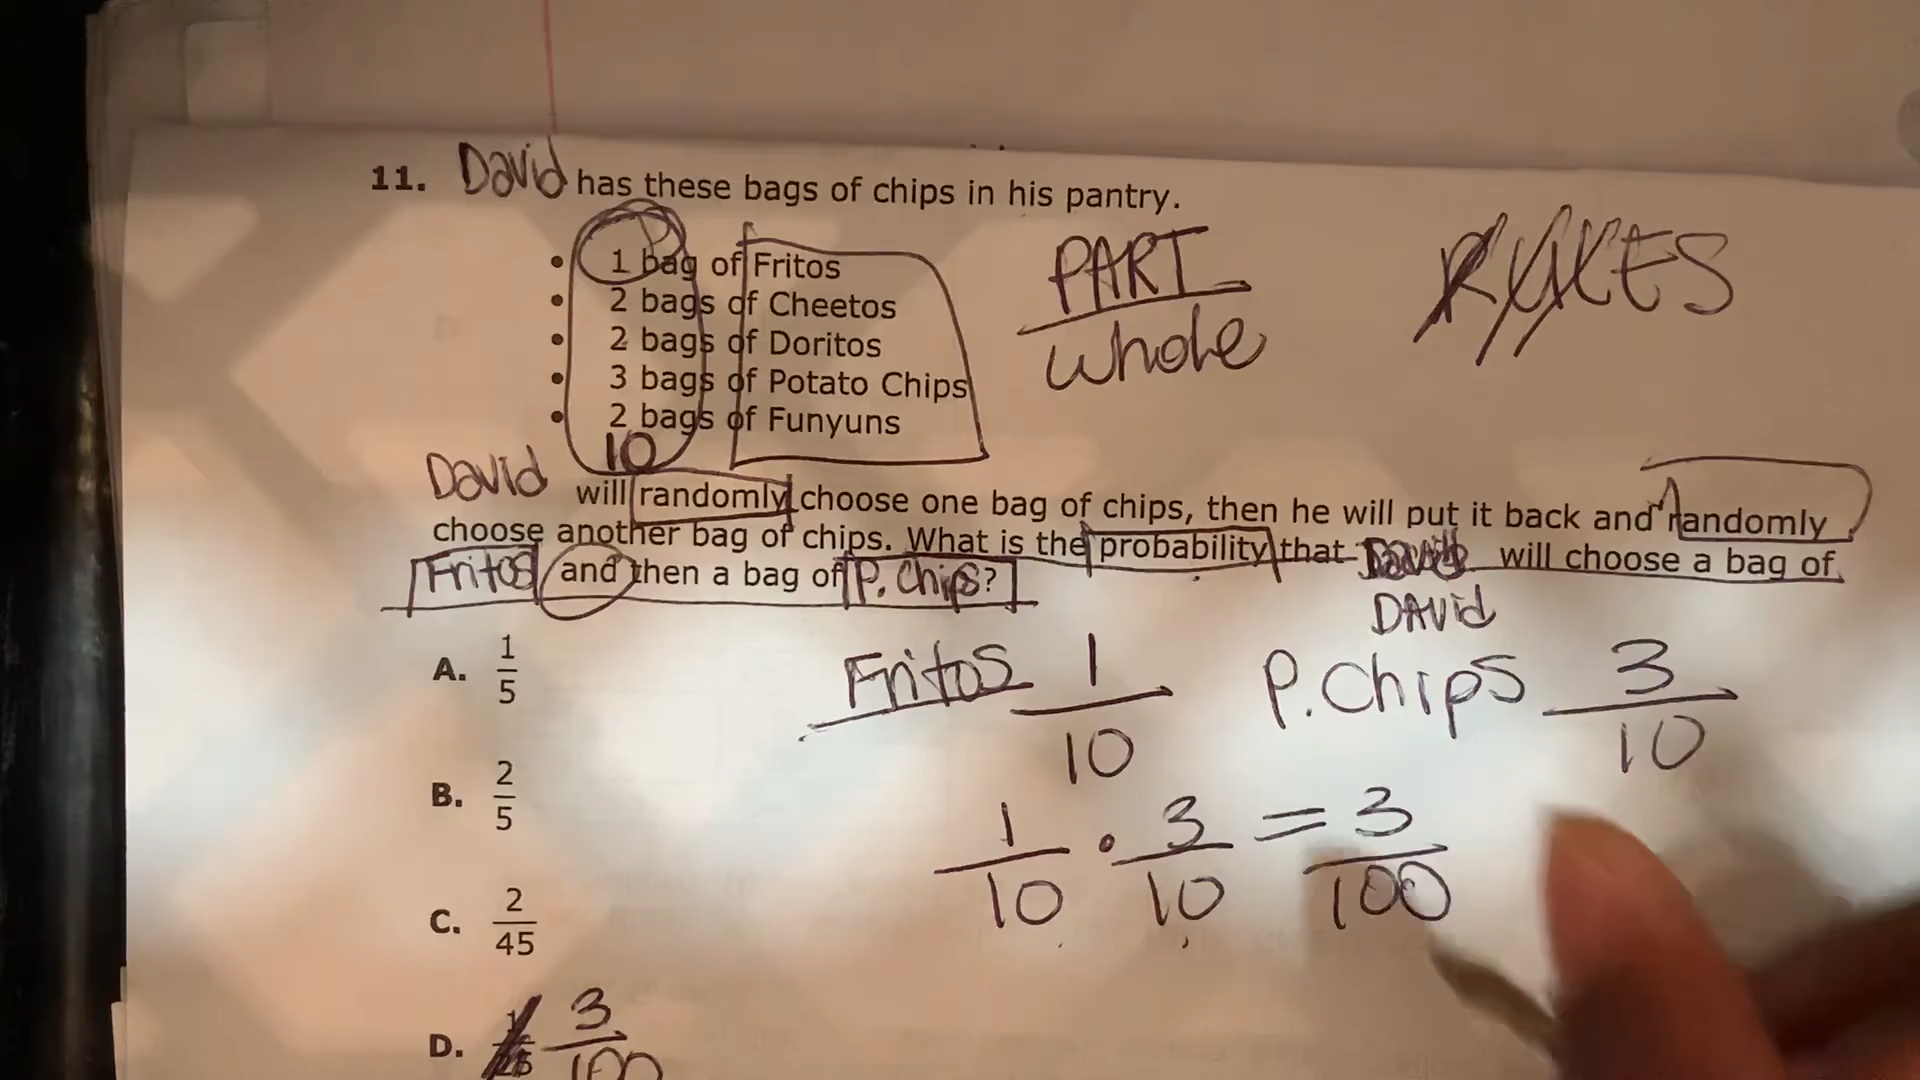 11. David has these bags of chips in his pantry.
• 1 bag of Fritos
• 2 bags of Cheetos
• 2 bags of Doritos
• 3 bags of Potato Chips
• 2 bags of Funyuns
10
PART
whole
RULES
David will randomly choose one bag of chips, then he will put it back and randomly
choose another bag of chips. What is the probability that David will choose a bag of
DAVID
Fritos and then a bag of P. Chips?
A. 1/5
B. 2/5
C. 2/45
D. 3/100
Fritos 1/10
P. Chips 3/10
1/10 · 3/10 = 3/100